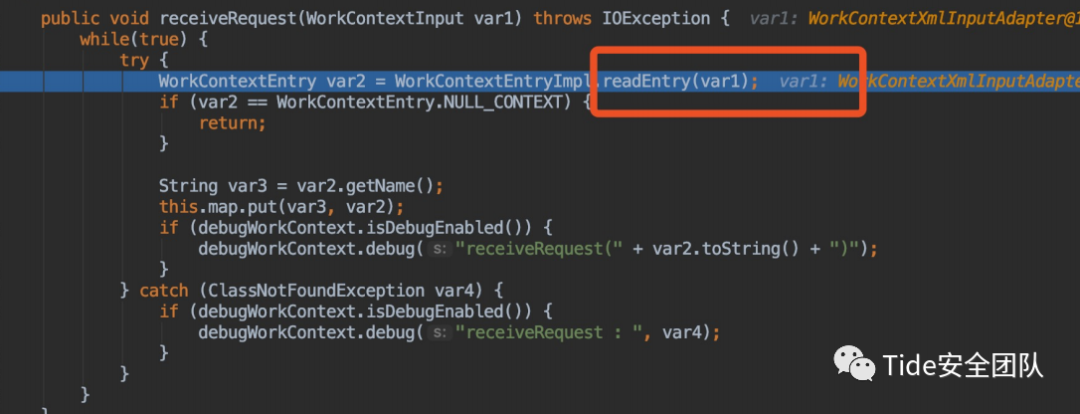 public void receiveRequest(WorkContextInput var1) throws IOException { var1: WorkContextXmlInputAdapter@
while(true) {
try {
WorkContextEntry var2 = WorkContextEntryImpl.readEntry(var1); var1: WorkContextXmlInputAdapte
if (var2 == WorkContextEntry.NULL_CONTEXT) {
return;
}
String var3 = var2.getName();
this.map.put(var3, var2);
if (debugWorkContext.isDebugEnabled()) {
debugWorkContext.debug( s: "receiveRequest(" + var2.toString() + ")");
}
} catch (ClassNotFoundException var4) {
if (debugWorkContext.isDebugEnabled()) {
debugWorkContext.debug( s: "receiveRequest : ", var4);
}
}
}
}
Tide安全团队